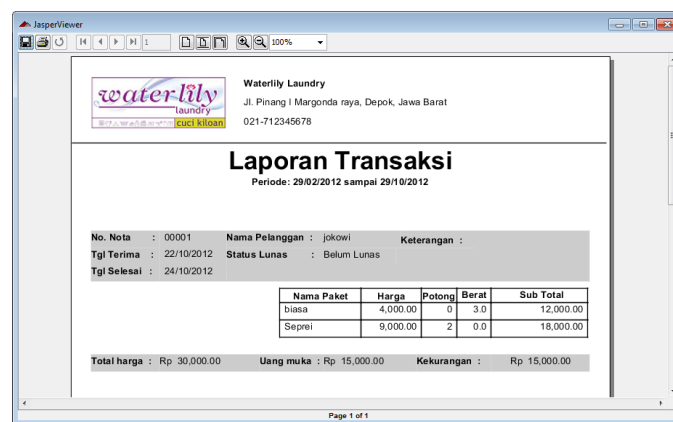 JasperViewer
1
100%
waterlily
laundry
cuci kiloan
Waterlily Laundry
Jl. Pinang I Margonda raya, Depok, Jawa Barat
021-712345678
Laporan Transaksi
Periode: 29/02/2012 sampai 29/10/2012
No. Nota : 00001 Nama Pelanggan : jokowi Keterangan :
Tgl Terima : 22/10/2012 Status Lunas : Belum Lunas
Tgl Selesai : 24/10/2012
Nama Paket Harga Potong Berat Sub Total
biasa 4,000.00 0 3.0 12,000.00
Seprei 9,000.00 2 0.0 18,000.00
Total harga : Rp 30,000.00 Uang muka : Rp 15,000.00 Kekurangan : Rp 15,000.00
Page 1 of 1